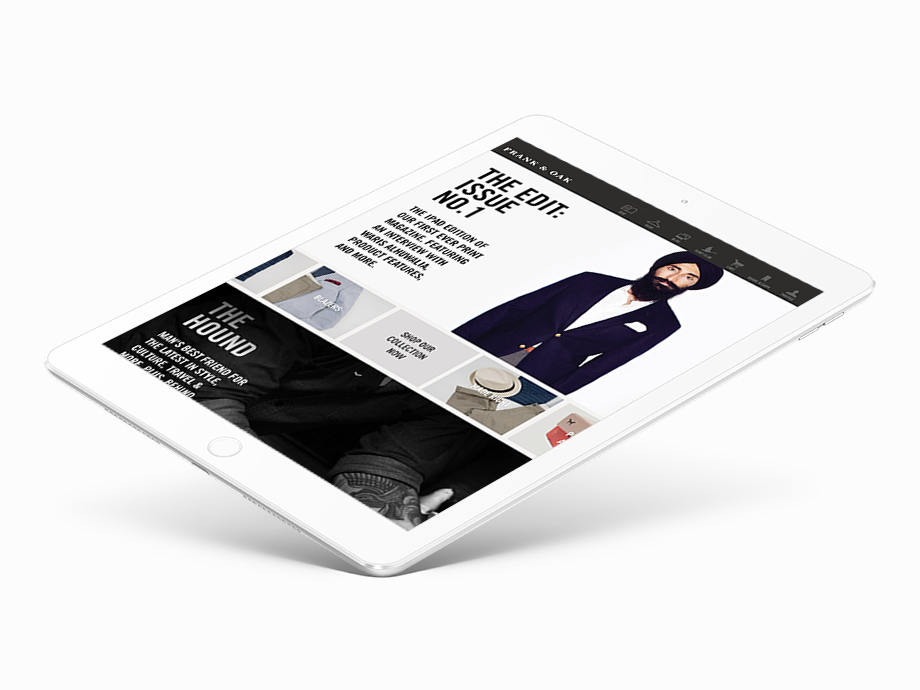 FRANK & OAK
THE EDIT:
ISSUE
NO.1
THE IPAD EDITION OF
OUR FIRST EVER PRINT
MAGAZINE. FEATURING
AN INTERVIEW WITH
WARIS ALHUWALIA,
PRODUCT FEATURES,
AND MORE.
BLAZERS
SHOP OUR
COLLECTION
NOW
THE
HOUND
MAN'S BEST FRIEND FOR
THE LATEST IN STYLE,
CULTURE, TRAVEL &
MORE. PLUS, BEHIND